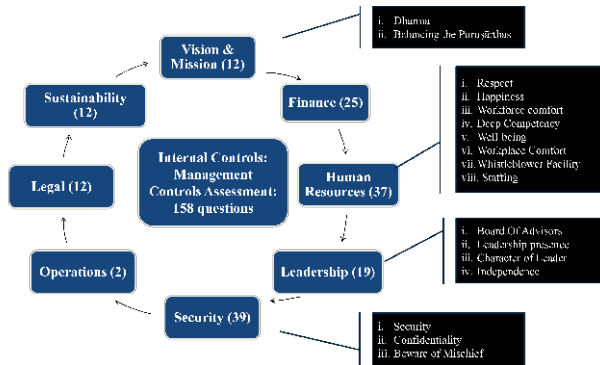 Vision &
Mission (12)
Finance (25)
Human
Resources (37)
Leadership (19)
Security (39)
Operations (2)
Legal (12)
Sustainability
(12)
Internal Controls:
Management
Controls Assessment:
158 questions
i. Dharma
ii. Balancing the Puruṣārthas
i. Respect
ii. Happiness
iii. Workforce comfort
iv. Deep Competency
v. Well being
vi. Workplace Comfort
vii. Whistleblower Facility
viii. Staffing
i. Board Of Advisors
ii. Leadership presence
iii. Character of Leader
iv. Independence
i. Security
ii. Confidentiality
iii. Beware of Mischief